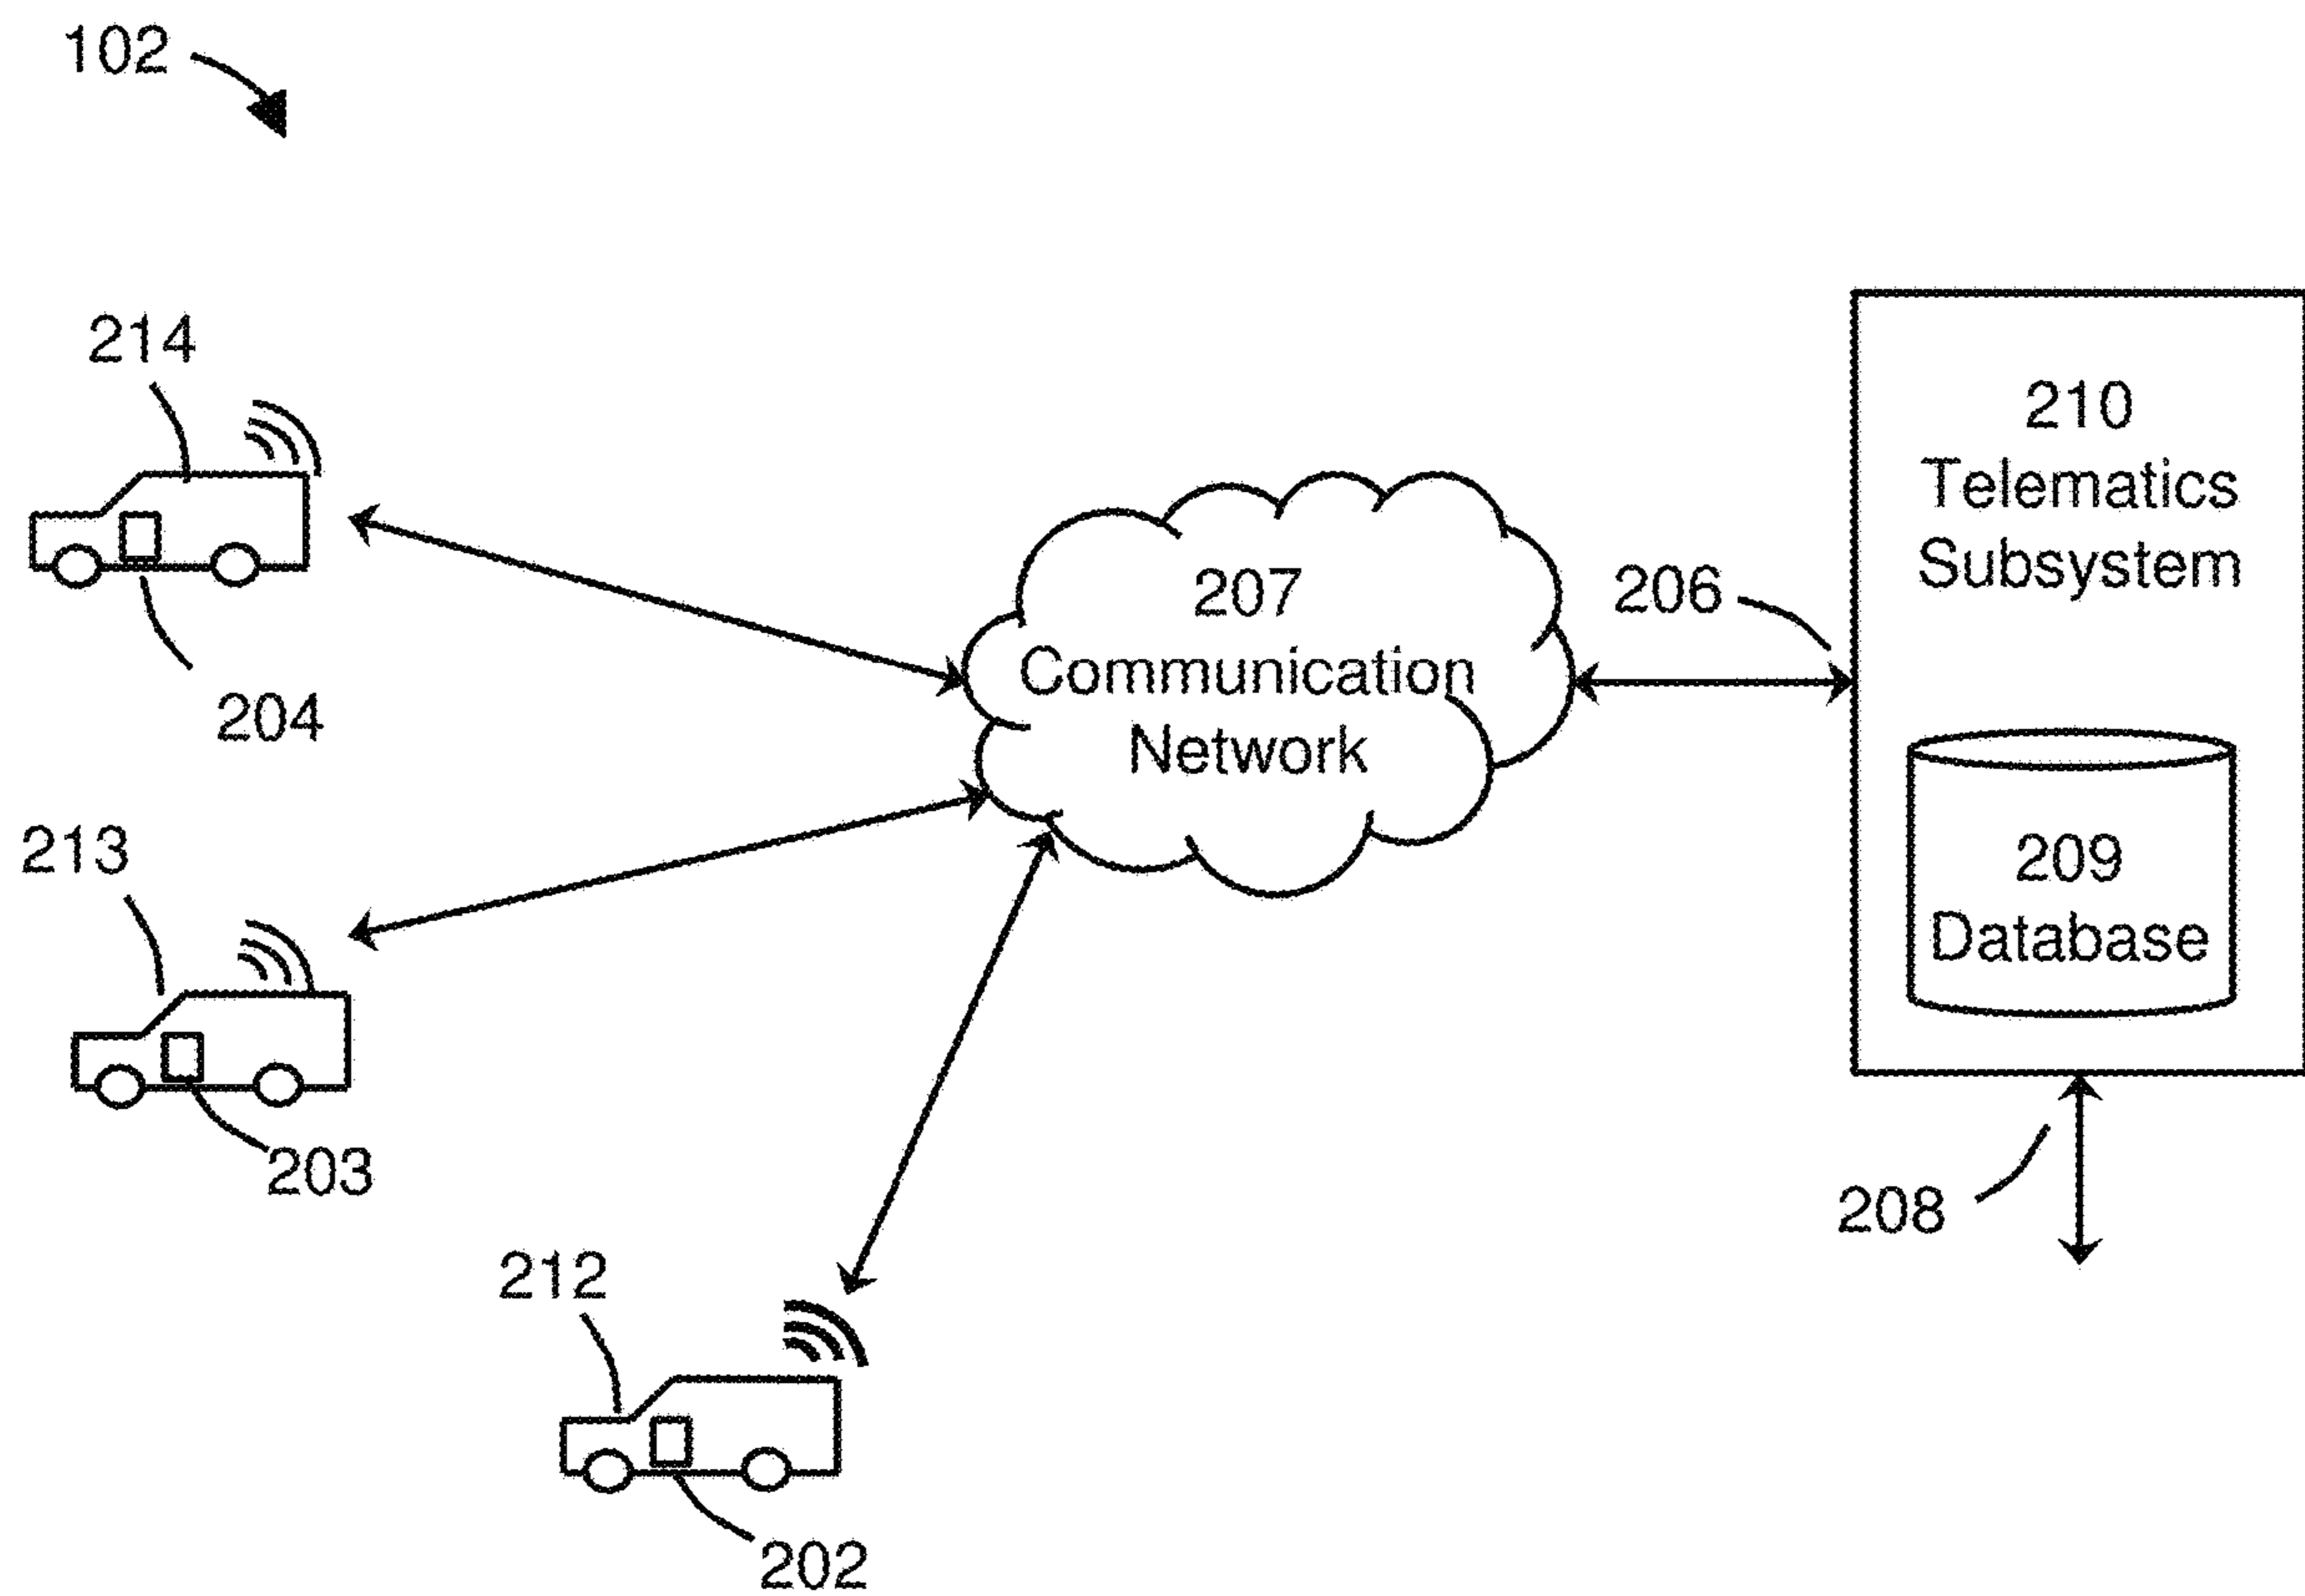 102
214
210
Telematics
Subsystem
207
Communication
Network
206
204
213
209
Database
203
208
212
202